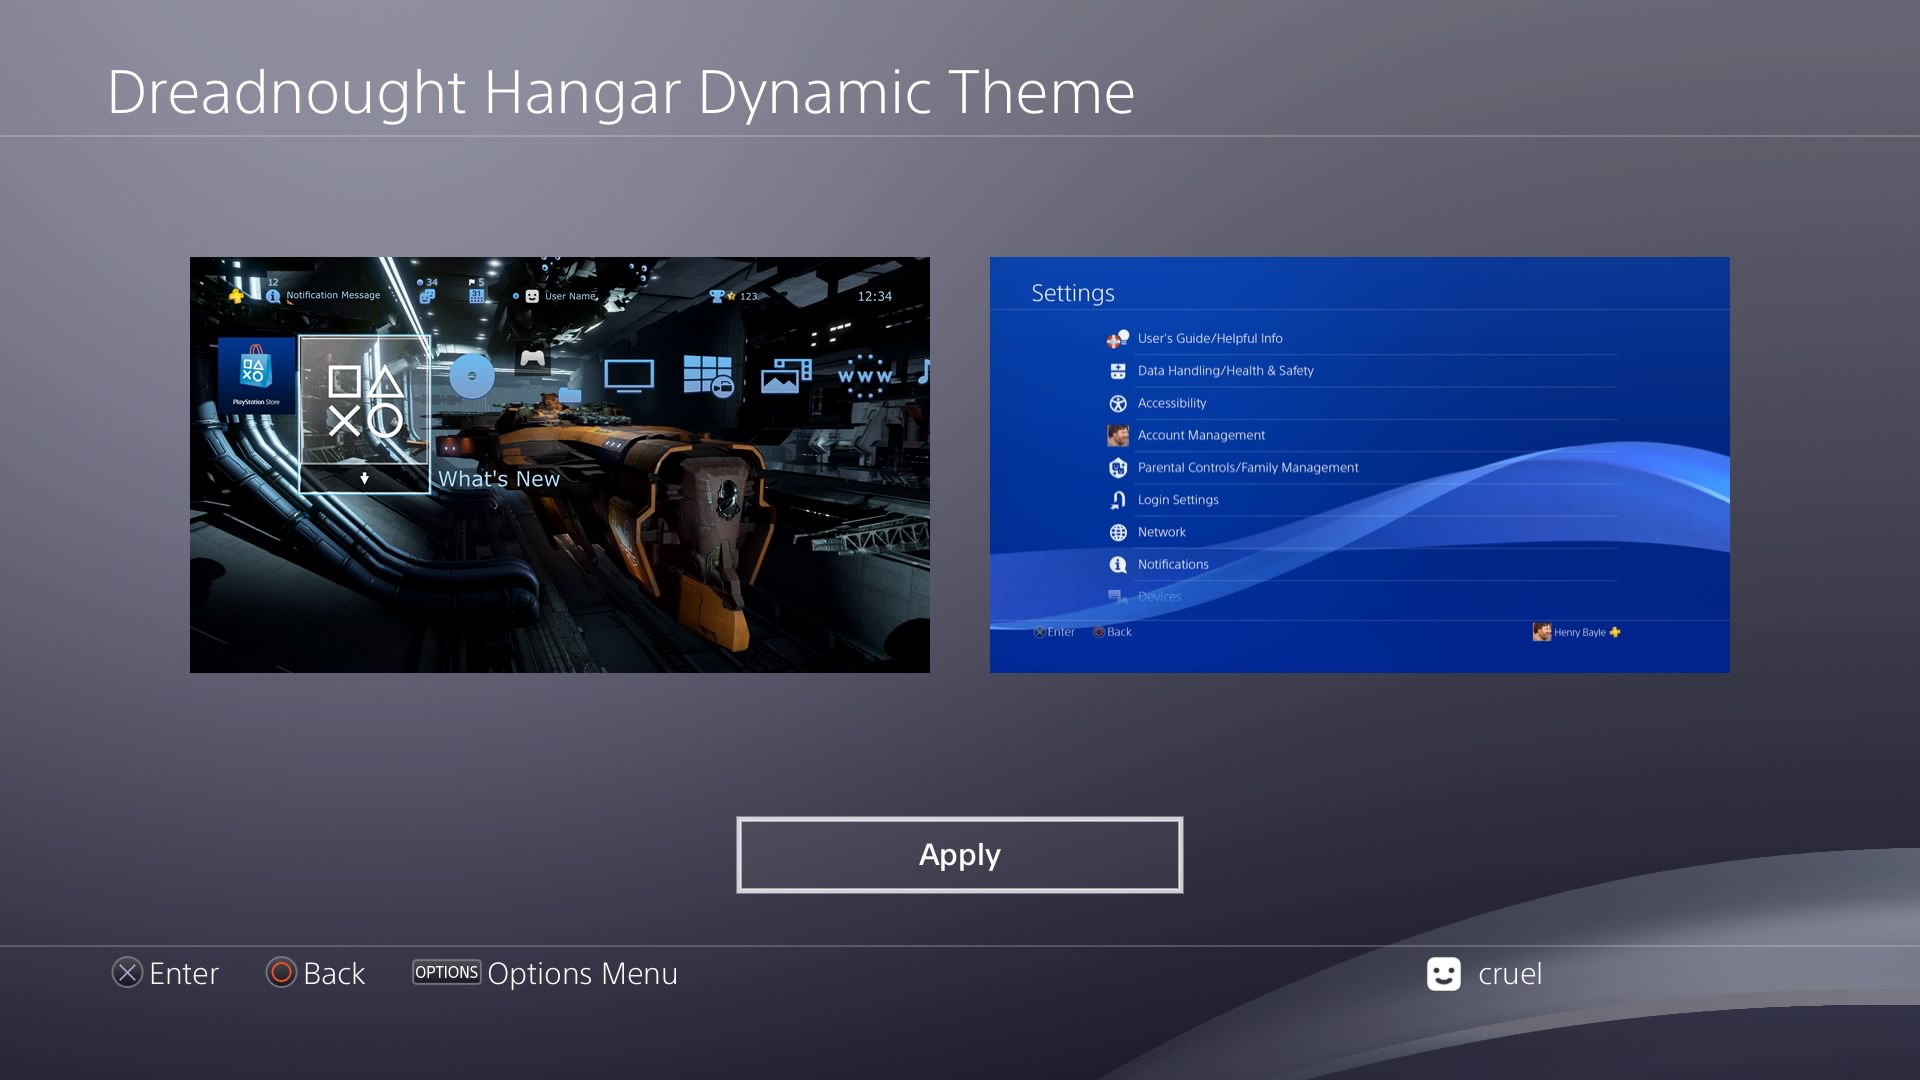 Dreadnought Hangar Dynamic Theme
12
Notification Message
34
5
31
User Name
123
12:34
PlayStation Store
www
What's New
Settings
User's Guide/Helpful Info
Data Handling/Health & Safety
Accessibility
Account Management
Parental Controls/Family Management
Login Settings
Network
Notifications
Devices
Enter
Back
Henry Bayle
Apply
Enter
Back
OPTIONS Options Menu
cruel